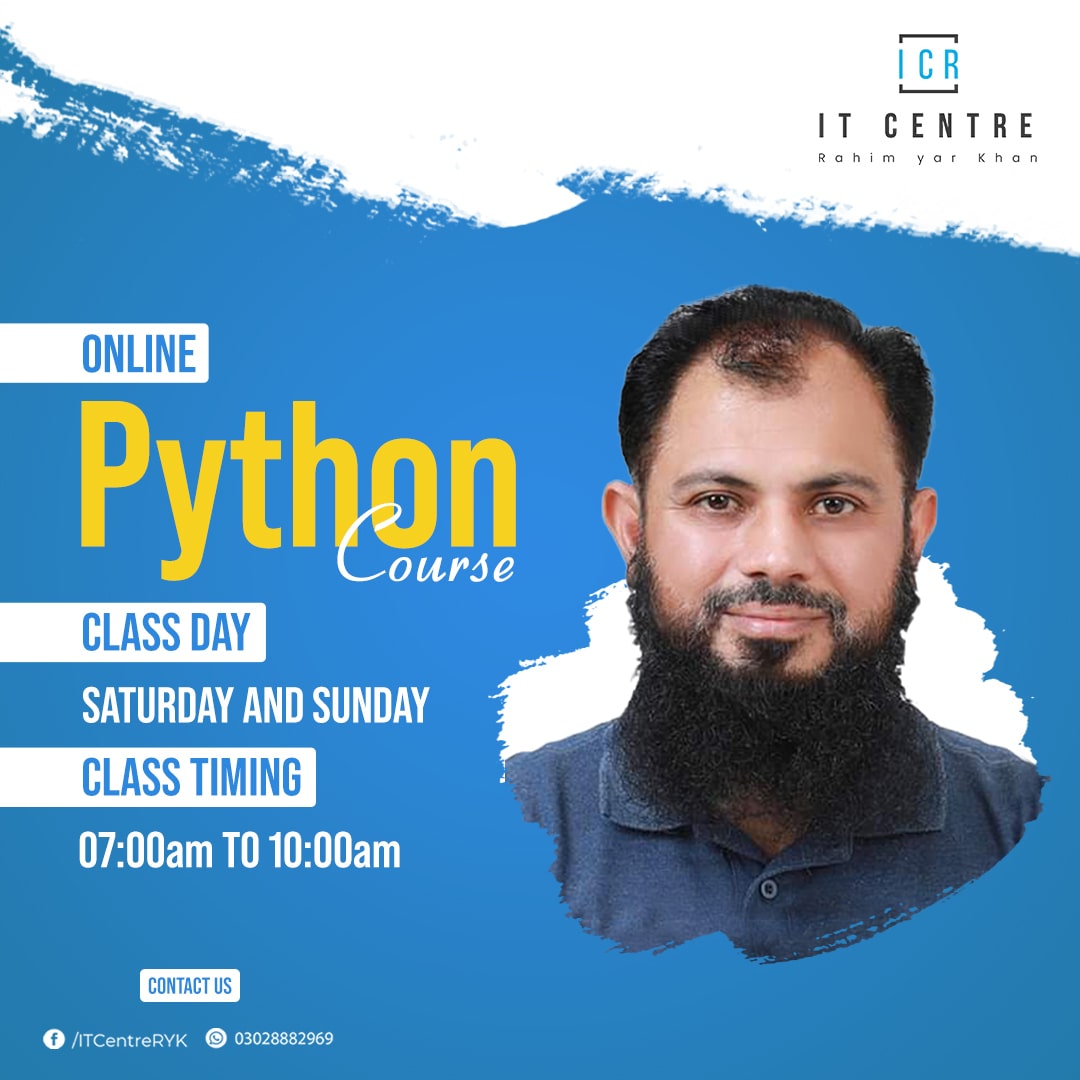 ICR
IT CENTRE
Rahim yar Khan
ONLINE
Python
Course
CLASS DAY
SATURDAY AND SUNDAY
CLASS TIMING
07:00am TO 10:00am
CONTACT US
/ITCentreRYK 03028882969